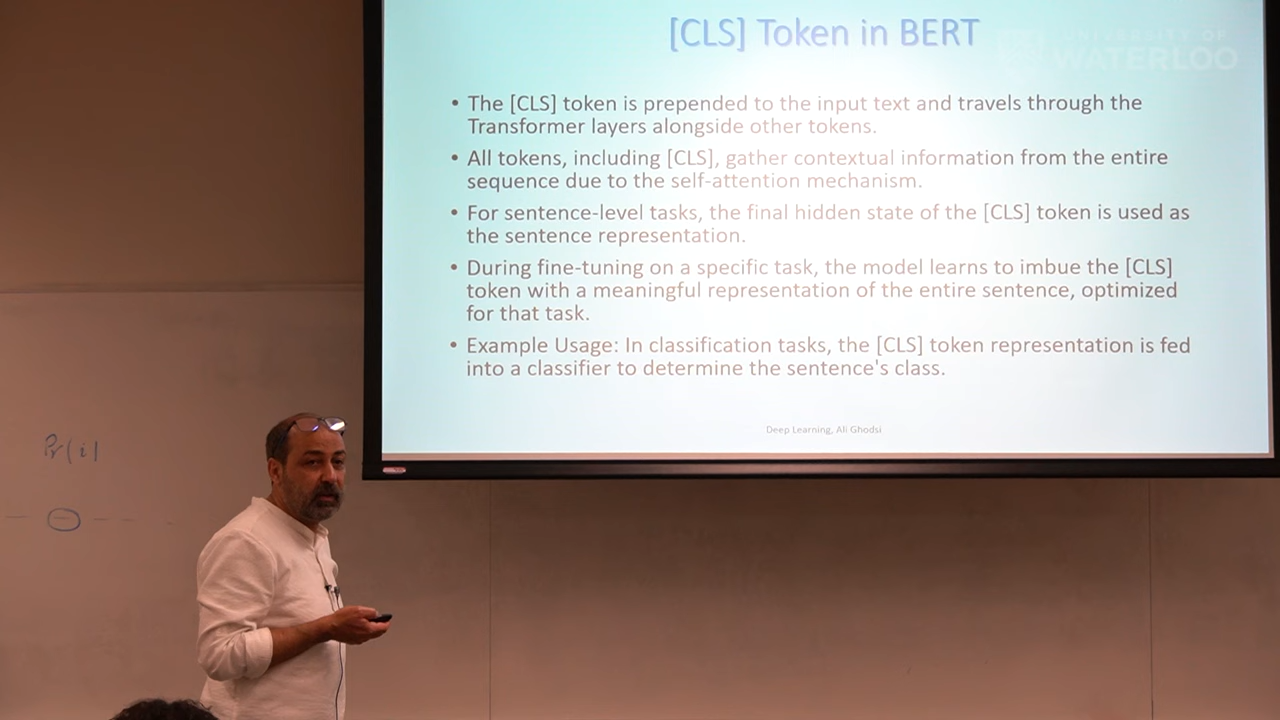 [CLS] Token in BERT
UNIVERSITY OF
WATERLOO
• The [CLS] token is prepended to the input text and travels through the
Transformer layers alongside other tokens.
• All tokens, including [CLS], gather contextual information from the entire
sequence due to the self-attention mechanism.
• For sentence-level tasks, the final hidden state of the [CLS] token is used as
the sentence representation.
• During fine-tuning on a specific task, the model learns to imbue the [CLS]
token with a meaningful representation of the entire sentence, optimized
for that task.
• Example Usage: In classification tasks, the [CLS] token representation is fed
into a classifier to determine the sentence's class.
Deep Learning, Ali Ghodsi
Pr(i)